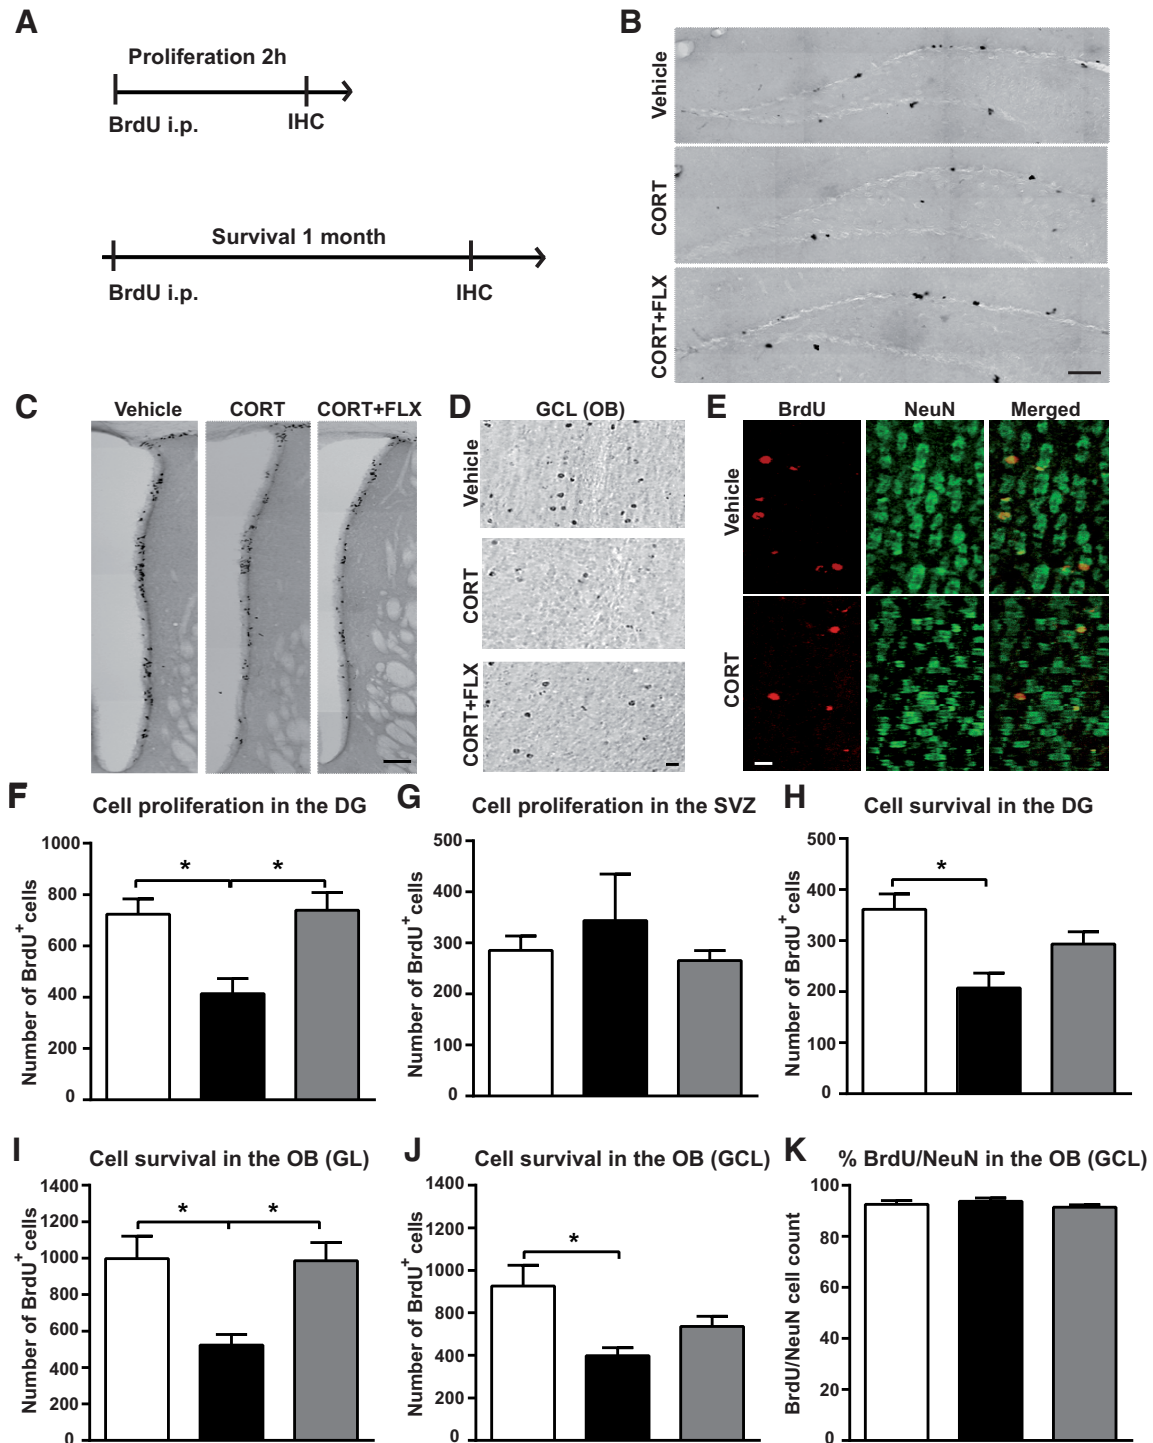 A
Proliferation 2h
BrdU i.p.
IHC
Survival 1 month
BrdU i.p.
IHC
B
Vehicle
CORT
CORT+FLX
C
Vehicle
CORT
CORT+FLX
D
GCL (OB)
Vehicle
CORT
CORT+FLX
E
BrdU
NeuN
Merged
Vehicle
CORT
F
Cell proliferation in the DG
Number of BrdU+ cells
1000
800
600
400
200
0
*
*
G
Cell proliferation in the SVZ
Number of BrdU+ cells
500
400
300
200
100
0
H
Cell survival in the DG
Number of BrdU+ cells
500
400
300
200
100
0
*
I
Cell survival in the OB (GL)
Number of BrdU+ cells
1400
1200
1000
800
600
400
200
0
*
*
J
Cell survival in the OB (GCL)
Number of BrdU+ cells
1400
1200
1000
800
600
400
200
0
*
K
% BrdU/NeuN in the OB (GCL)
BrdU/NeuN cell count
100
80
60
40
20
0